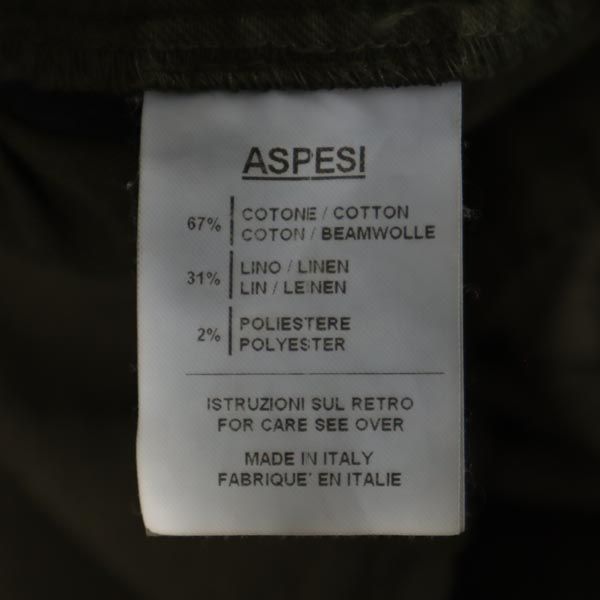 ASPESI
67% COTONE / COTTON
COTON / BEAMWOLLE
31% LINO / LINEN
LIN / LEINEN
2% POLIESTERE
POLYESTER
ISTRUZIONI SUL RETRO
FOR CARE SEE OVER
MADE IN ITALY
FABRIQUE' EN ITALIE